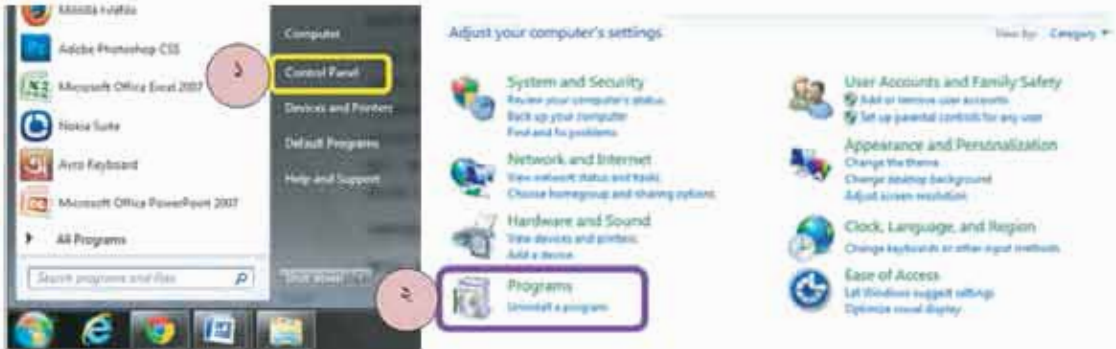 Mozilla Firefox
Adobe Photoshop CS5
Microsoft Office Excel 2007
Nokia Suite
Avro Keyboard
Microsoft Office PowerPoint 2007
All Programs
Search programs and files
Computer
১
Control Panel
Devices and Printers
Default Programs
Help and Support
Shut down
২
Adjust your computer's settings
View by: Category
System and Security
Review your computer's status
Back up your computer
Find and fix problems
Network and Internet
View network status and tasks
Choose homegroup and sharing options
Hardware and Sound
View devices and printers
Add a device
Programs
Uninstall a program
User Accounts and Family Safety
Add or remove user accounts
Set up parental controls for any user
Appearance and Personalization
Change the theme
Change desktop background
Adjust screen resolution
Clock, Language, and Region
Change keyboards or other input methods
Ease of Access
Let Windows suggest settings
Optimize visual display